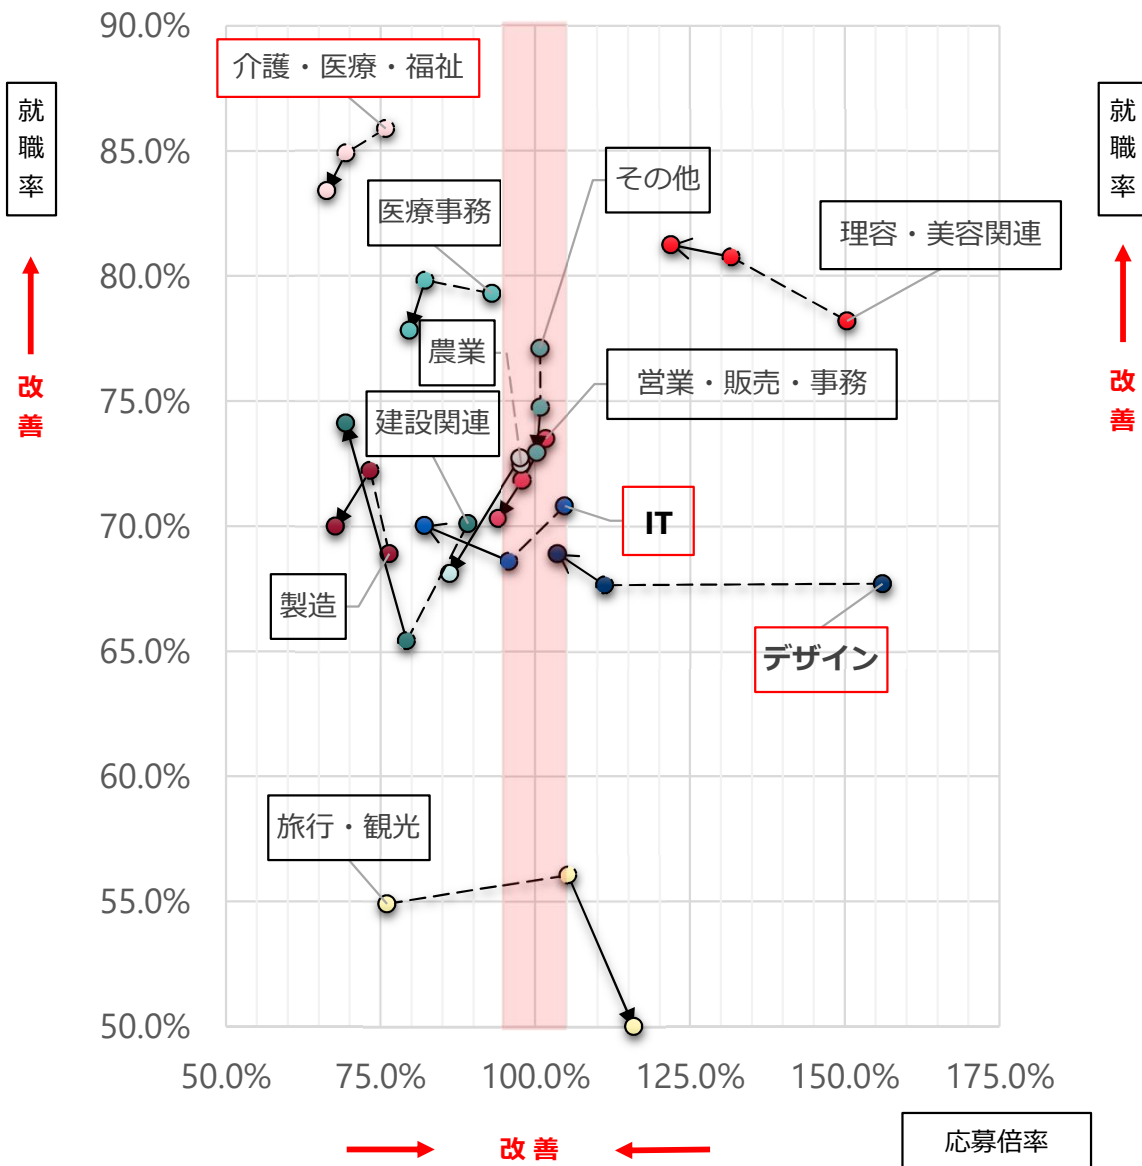 90.0%
介護・医療・福祉
就職率
就職率
85.0%
その他
医療事務
理容・美容関連
80.0%
農業
営業・販売・事務
改善
改善
75.0%
建設関連
70.0%
IT
製造
65.0%
デザイン
60.0%
旅行・観光
55.0%
50.0%
50.0% 75.0% 100.0% 125.0% 150.0% 175.0%
改善
応募倍率